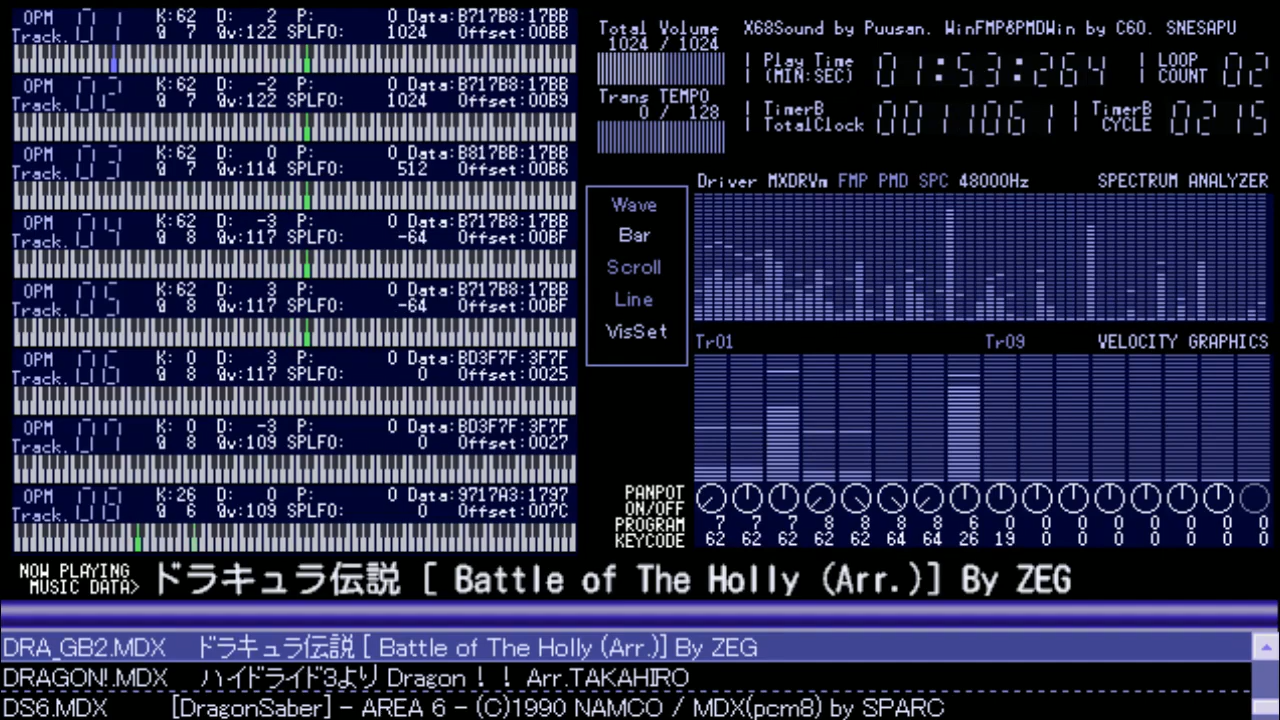 OPM Track. 01 K:62 D: 2 P: 0 Data:B717B8:17BB
Q 7 Qv:122 SPLFO: 1024 Offset:00BB
OPM Track. 02 K:62 D: -2 P: 0 Data:B717B8:17BB
Q 7 Qv:122 SPLFO: 1024 Offset:00B9
OPM Track. 03 K:62 D: 0 P: 0 Data:B817BB:17BB
Q 7 Qv:114 SPLFO: 512 Offset:00B6
OPM Track. 04 K:62 D: -3 P: 0 Data:B717B8:17BB
Q 8 Qv:117 SPLFO: -64 Offset:00BF
OPM Track. 05 K:62 D: 3 P: 0 Data:B717B8:17BB
Q 8 Qv:117 SPLFO: -64 Offset:00BF
OPM Track. 06 K: 0 D: 3 P: 0 Data:BD3F7F:3F7F
Q 8 Qv:117 SPLFO: 0 Offset:0025
OPM Track. 07 K: 0 D: -3 P: 0 Data:BD3F7F:3F7F
Q 8 Qv:109 SPLFO: 0 Offset:0027
OPM Track. 08 K:26 D: 0 P: 0 Data:9717A3:1797
Q 6 Qv:109 SPLFO: 0 Offset:007C
Total Volume
1024 / 1024
Trans TEMPO
0 / 128
X68Sound by Puusan. WinFMP&PMDWin by C60. SNESAPU
Play Time (MIN:SEC) 01:53:264 LOOP COUNT 02
TimerB TotalClock 0011061 TimerB CYCLE 0215
Driver MXDRVm FMP PMD SPC 48000Hz SPECTRUM ANALYZER
Wave
Bar
Scroll
Line
VisSet
Tr01 Tr09 VELOCITY GRAPHICS
PANPOT
ON/OFF
PROGRAM 7 7 7 8 8 8 8 6 0 0 0 0 0 0 0 0
KEYCODE 62 62 62 62 62 64 64 26 19 0 0 0 0 0 0 0
NOW PLAYING MUSIC DATA> ドラキュラ伝説 [ Battle of The Holly (Arr.)] By ZEG
DRA_GB2.MDX ドラキュラ伝説 [ Battle of The Holly (Arr.)] By ZEG
DRAGON!.MDX ハイドライド3より Dragon！！ Arr.TAKAHIRO
DS6.MDX [DragonSaber] - AREA 6 - (C)1990 NAMCO / MDX(pcm8) by SPARC